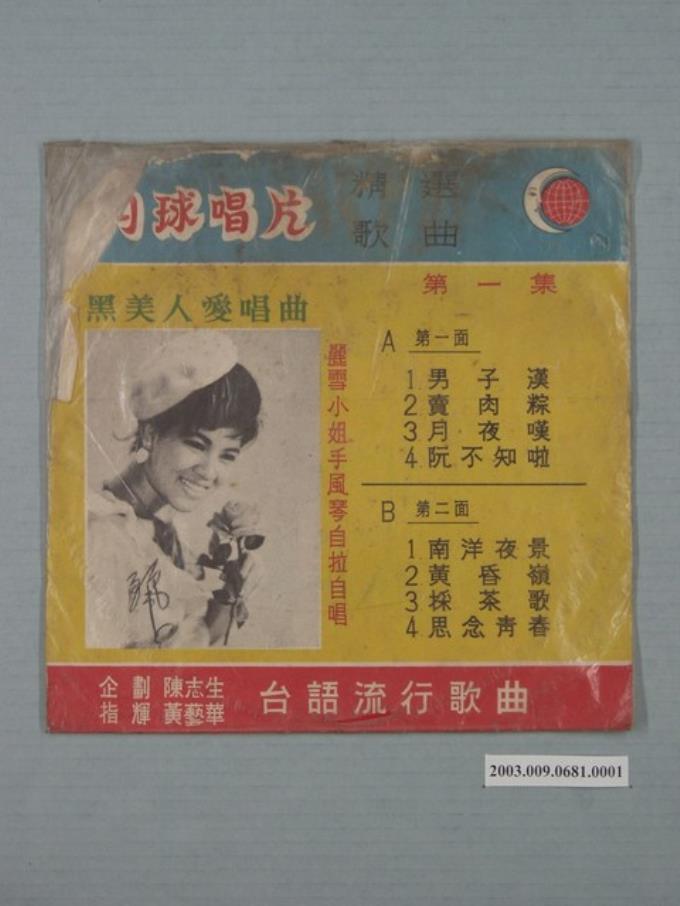 月球唱片
精選
歌曲
第一集
黑美人愛唱曲
麗雪小姐手風琴自拉自唱
A 第一面
1. 男子漢
2. 賣肉粽
3. 月夜嘆
4. 阮不知啦
B 第二面
1. 南洋夜景
2. 黃昏嶺
3. 採茶歌
4. 思念青春
企劃 陳志生
指輝 黃藝華
台語流行歌曲
2003.009.0681.0001